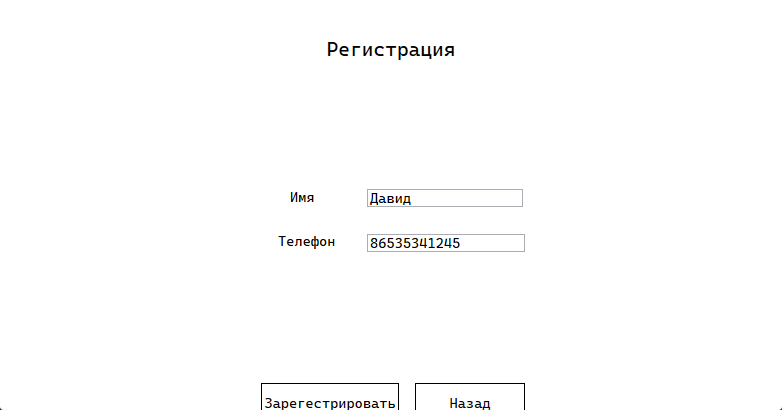 Регистрация
Имя Давид
Телефон 86535341245
Зарегестрировать Назад